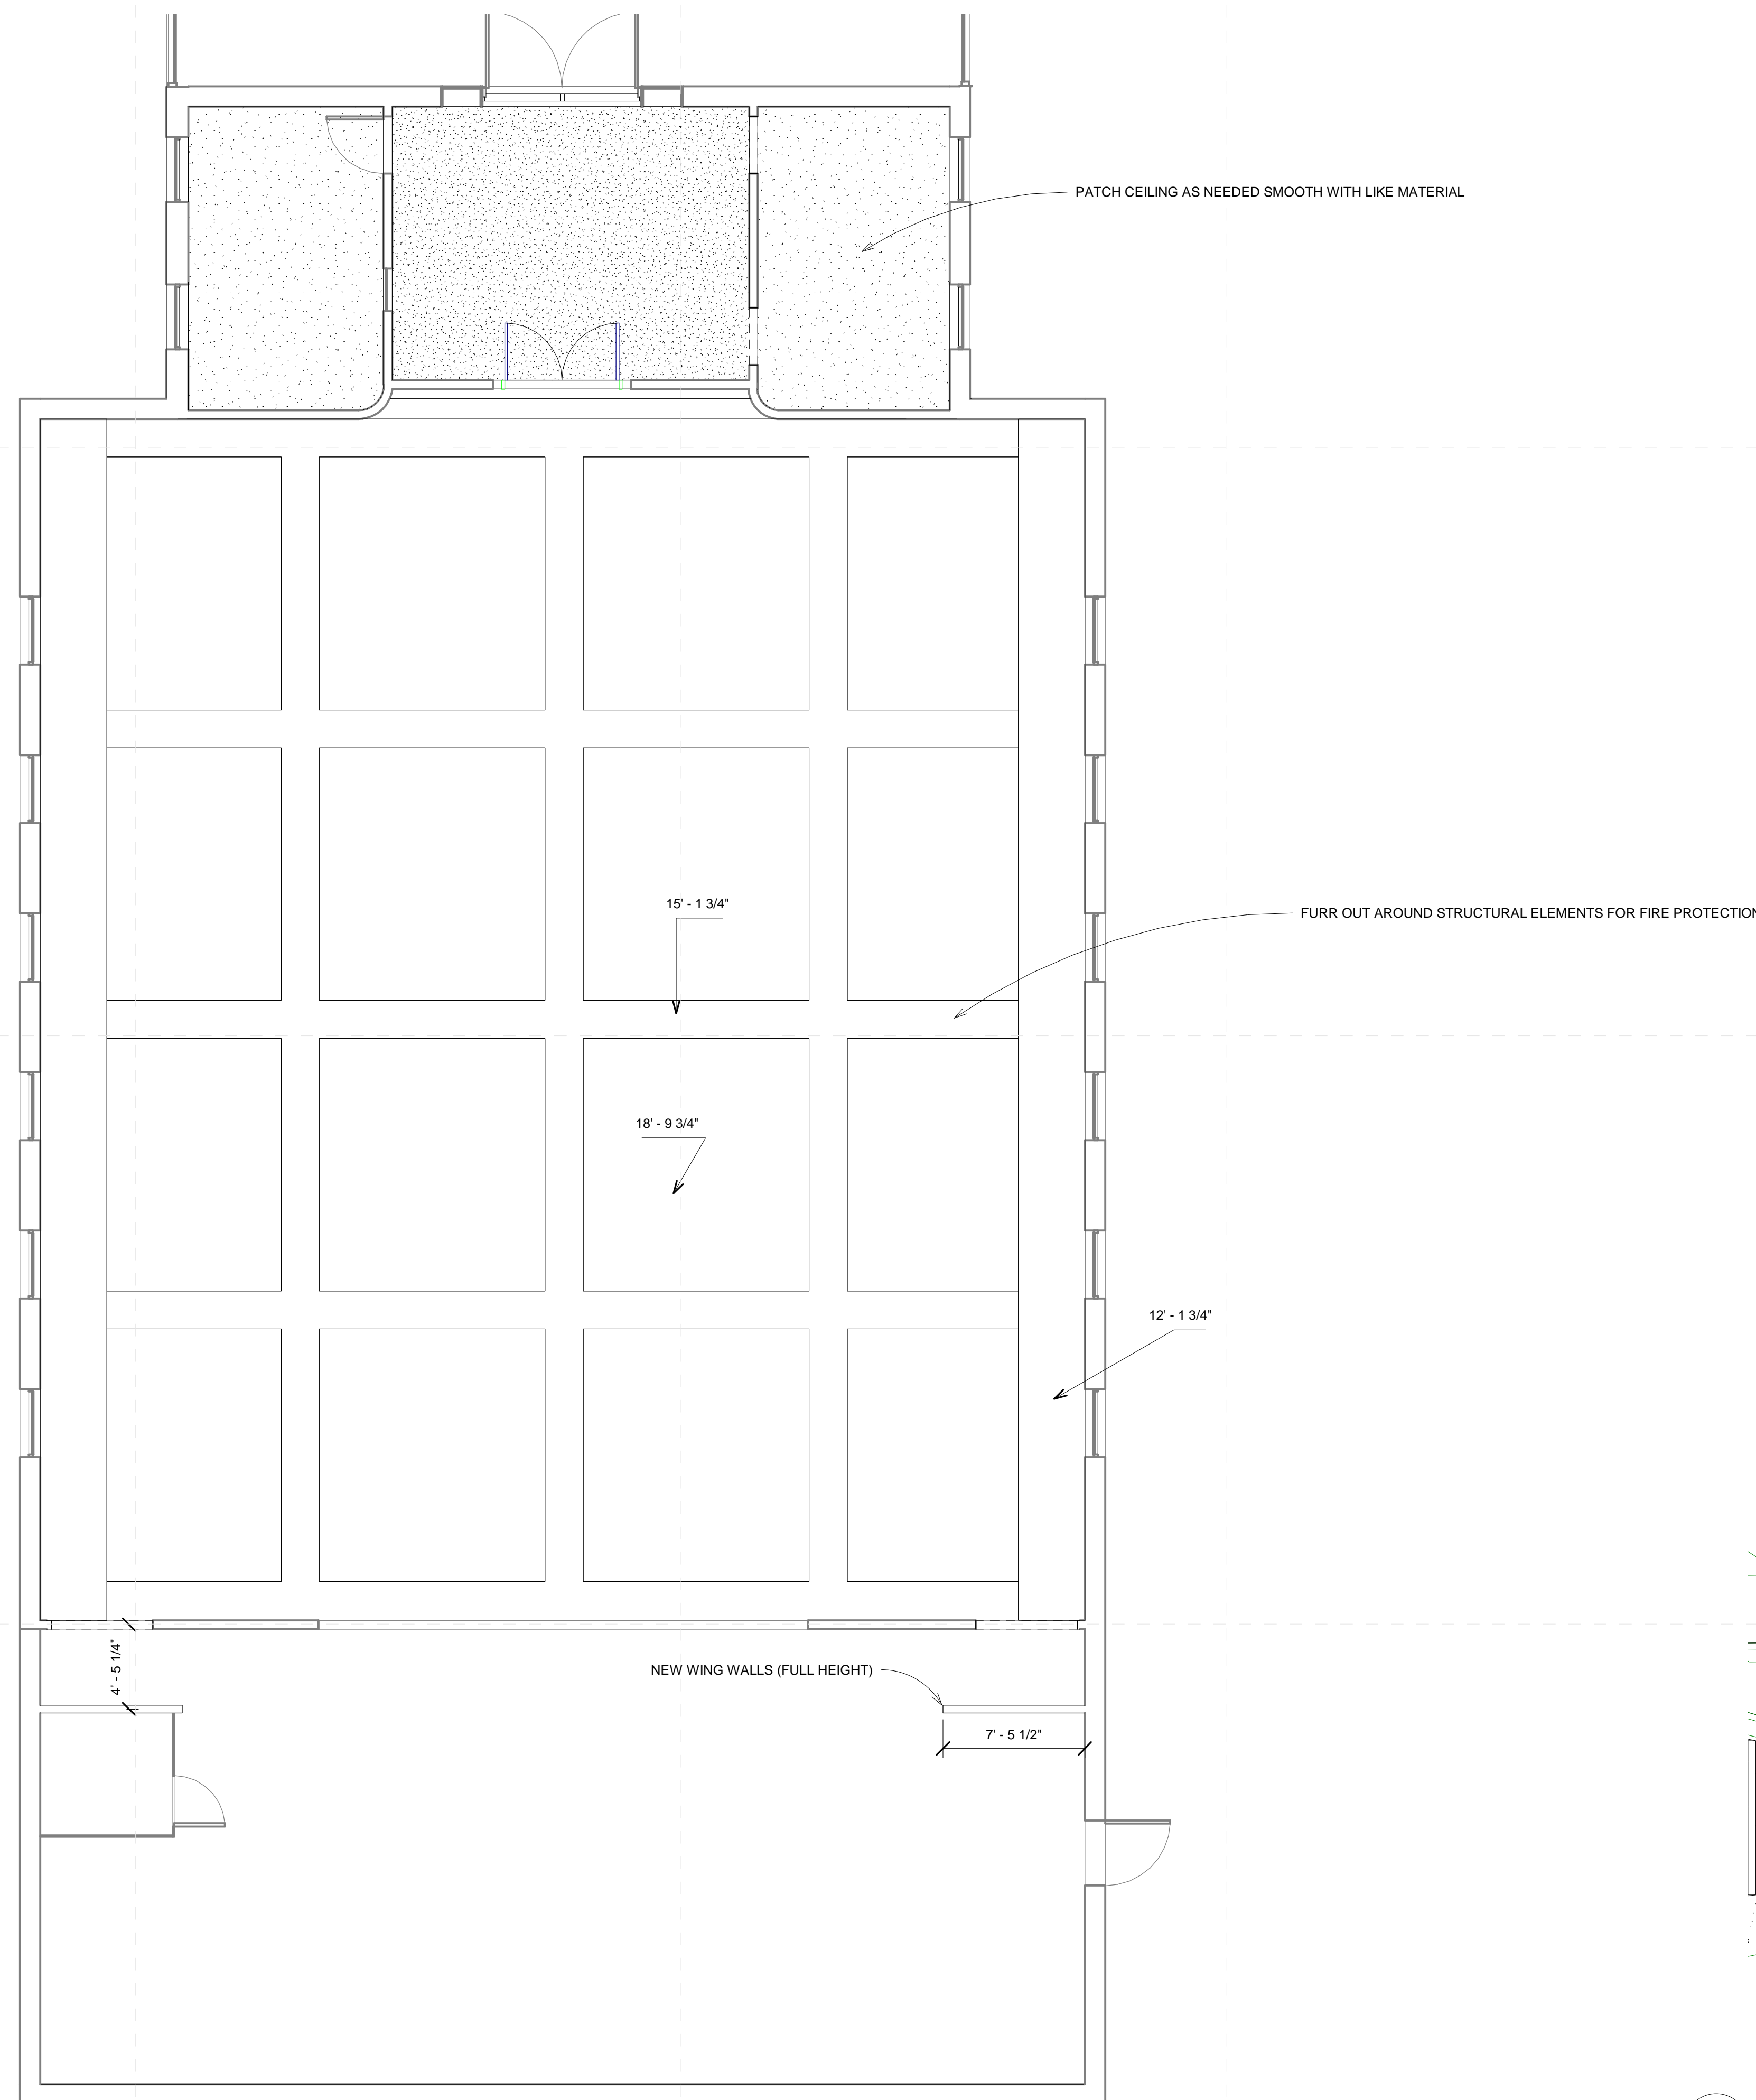 PATCH CEILING AS NEEDED SMOOTH WITH LIKE MATERIAL
15' - 1 3/4"
FURR OUT AROUND STRUCTURAL ELEMENTS FOR FIRE PROTECTION
18' - 9 3/4"
12' - 1 3/4"
4' - 5 1/4"
NEW WING WALLS (FULL HEIGHT)
7' - 5 1/2"